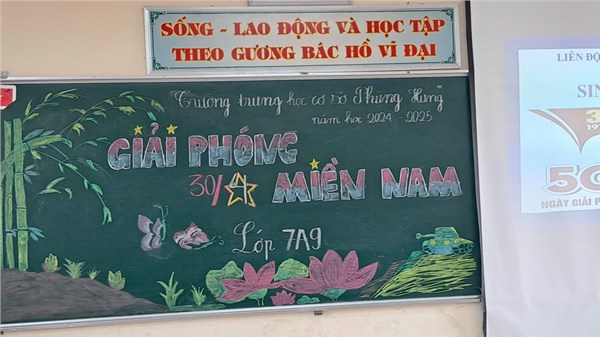 SỐNG - LAO ĐỘNG VÀ HỌC TẬP
THEO GƯƠNG BÁC HỒ VĨ ĐẠI
Trường trung học cơ sở Phùng Hưng
năm học 2024 - 2025
GIẢI PHÓNG
30/4 MIỀN NAM
Lớp 7A9
LIÊN ĐỘ
SIN
NGÀY GIẢI P